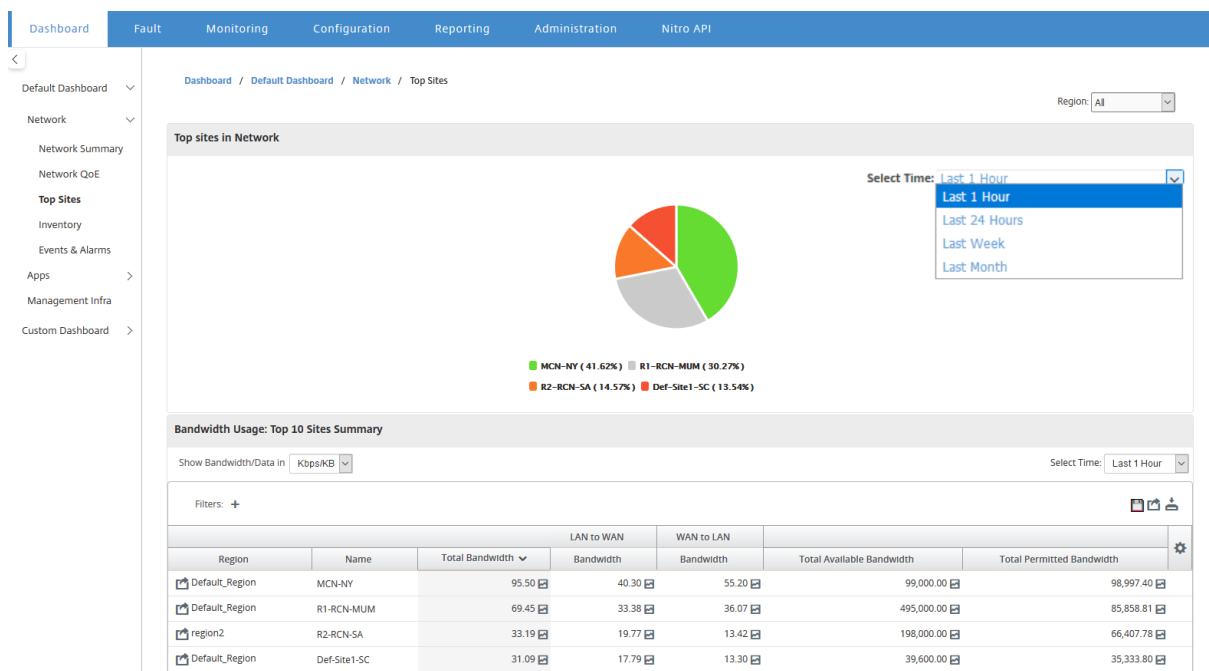 Dashboard Fault Monitoring Configuration Reporting Administration Nitro API
Dashboard / Default Dashboard / Network / Top Sites
Default Dashboard
Network
Network Summary
Network QoE
Top Sites
Inventory
Events & Alarms
Apps
Management Infra
Custom Dashboard
Region: All
Top sites in Network
Select Time: Last 1 Hour
Last 1 Hour
Last 24 Hours
Last Week
Last Month
MCN-NY ( 41.62% ) R1-RCN-MUM ( 30.27% )
R2-RCN-SA ( 14.57% ) Def-Site1-SC ( 13.54% )
Bandwidth Usage: Top 10 Sites Summary
Show Bandwidth/Data in Kbps/KB Select Time: Last 1 Hour
Filters: +
LAN to WAN WAN to LAN
Region Name Total Bandwidth Bandwidth Bandwidth Total Available Bandwidth Total Permitted Bandwidth
Default_Region MCN-NY 95.50 40.30 55.20 99,000.00 98,997.40
Default_Region R1-RCN-MUM 69.45 33.38 36.07 495,000.00 85,858.81
region2 R2-RCN-SA 33.19 19.77 13.42 198,000.00 66,407.78
Default_Region Def-Site1-SC 31.09 17.79 13.30 39,600.00 35,333.80